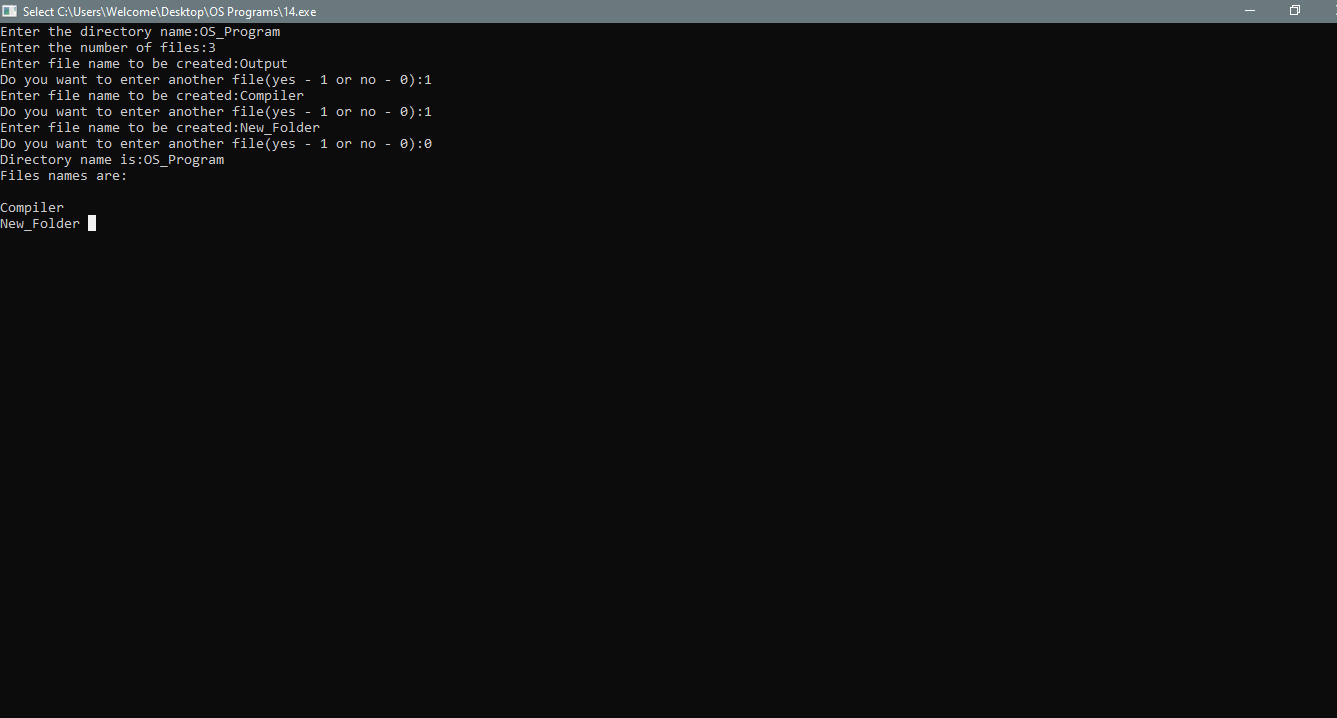 Select C:\Users\Welcome\Desktop\OS Programs\14.exe
Enter the directory name:OS_Program
Enter the number of files:3
Enter file name to be created:Output
Do you want to enter another file(yes - 1 or no - 0):1
Enter file name to be created:Compiler
Do you want to enter another file(yes - 1 or no - 0):1
Enter file name to be created:New_Folder
Do you want to enter another file(yes - 1 or no - 0):0
Directory name is:OS_Program
Files names are:
Compiler
New_Folder